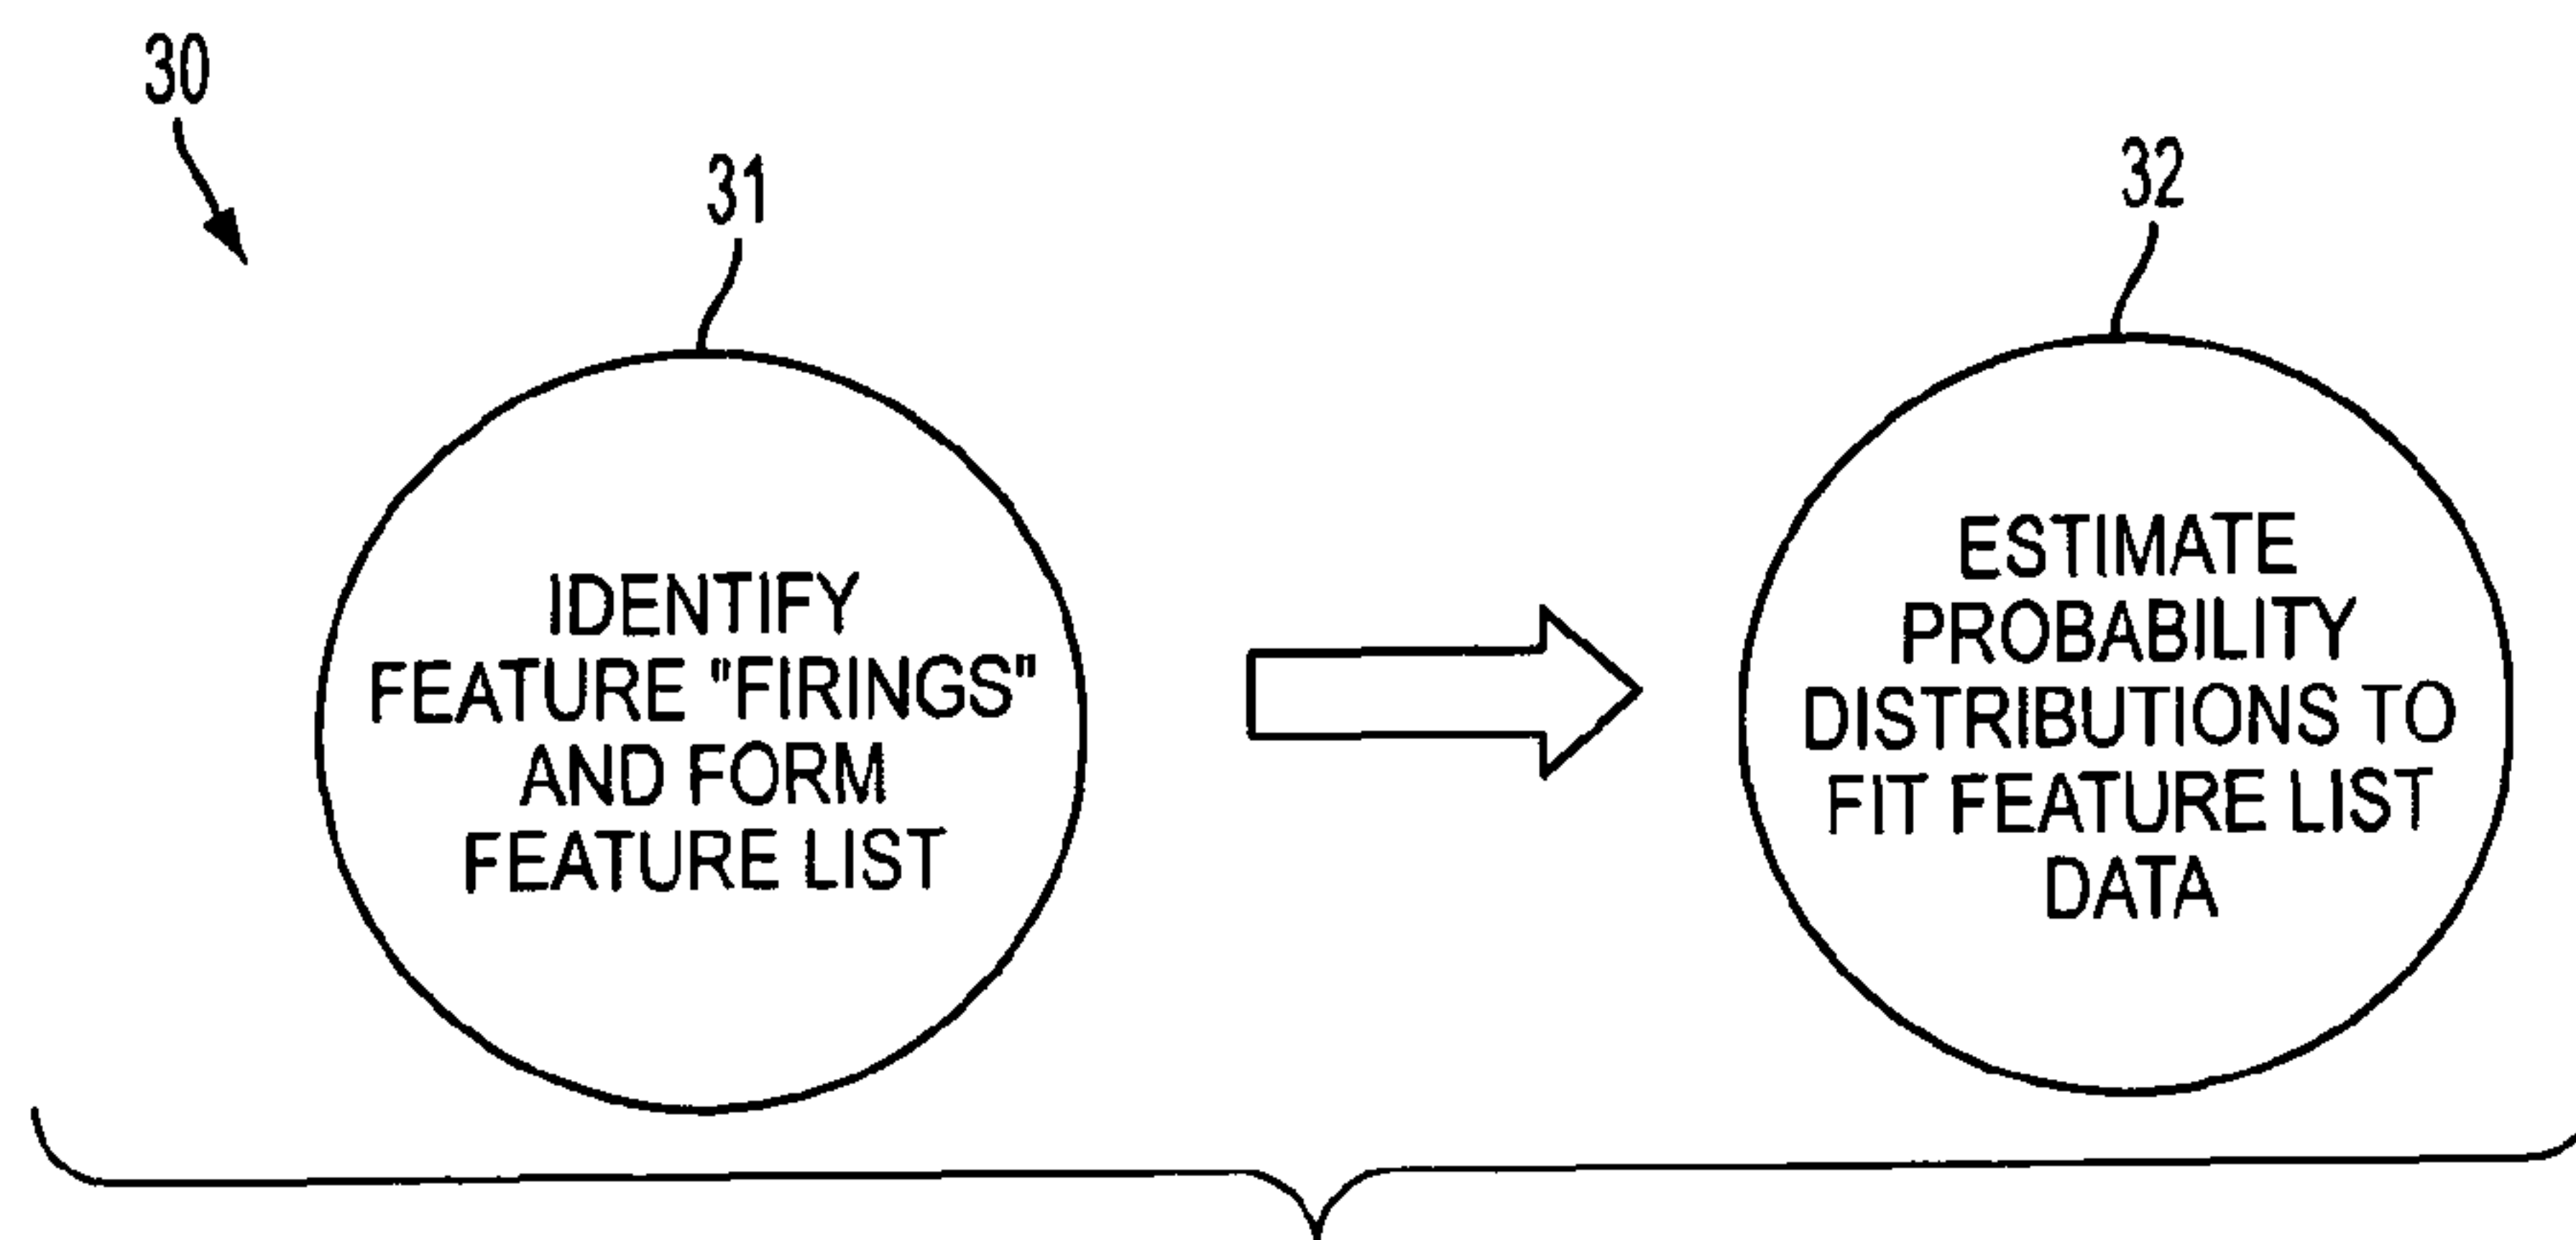 30
31
32
IDENTIFY
FEATURE "FIRINGS"
AND FORM
FEATURE LIST
ESTIMATE
PROBABILITY
DISTRIBUTIONS TO
FIT FEATURE LIST
DATA